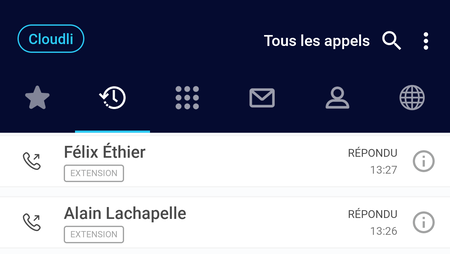 Cloudli
Tous les appels
Félix Éthier
RÉPONDU
EXTENSION
13:27
Alain Lachapelle
RÉPONDU
EXTENSION
13:26